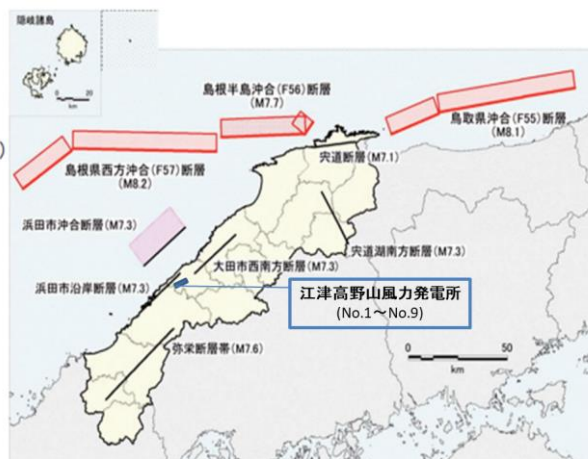 隠岐諸島
0
20
km
)
島根半島沖合(F56)断層
(M7.7)
鳥取県沖合(F55)断層
(M8.1)
島根県西方沖合(F57)断層
(M8.2)
宍道断層(M7.1)
浜田市沖合断層(M7.3)
宍道湖南方断層(M7.3)
大田市西南方断層(M7.3)
浜田市沿岸断層(M7.3)
江津高野山風力発電所
(No.1~No.9)
弥栄断層帯(M7.6)
0
50
km